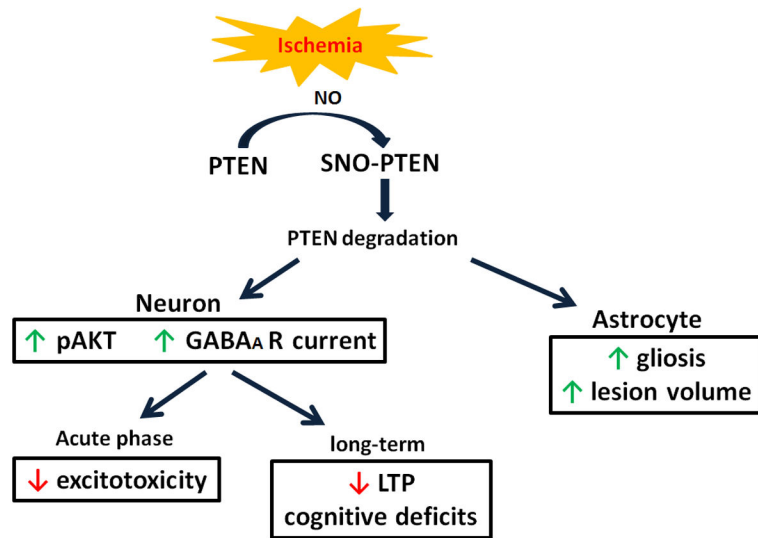 Ischemia
NO
PTEN
SNO-PTEN
PTEN degradation
Neuron
↑ pAKT ↑ GABAA R current
Astrocyte
↑ gliosis
↑ lesion volume
Acute phase
↓ excitotoxicity
long-term
↓ LTP
cognitive deficits